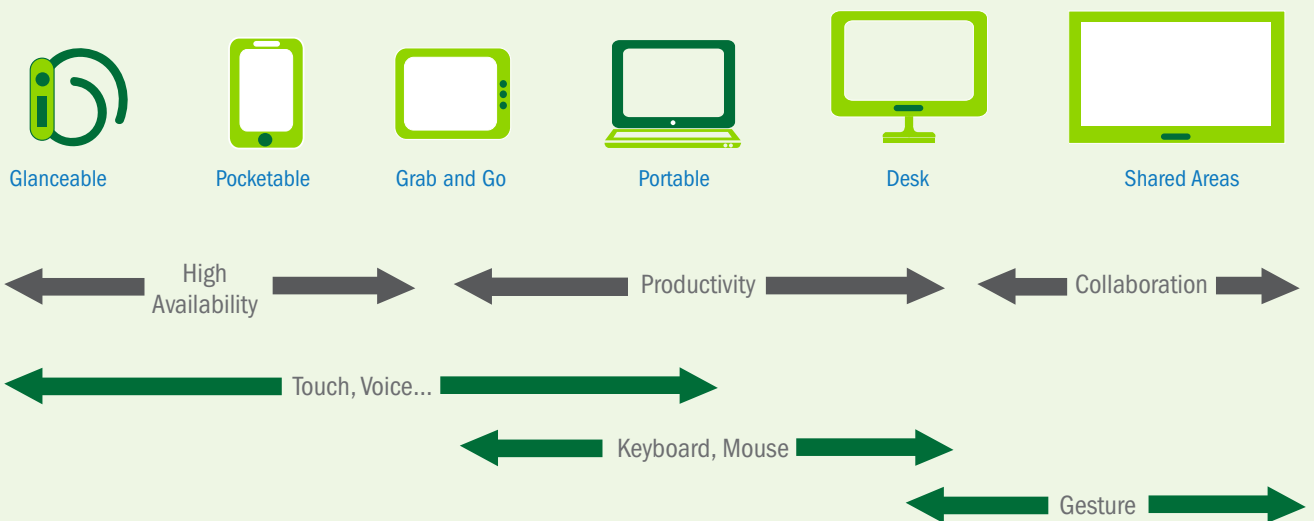 Glanceable
Pocketable
Grab and Go
Portable
Desk
Shared Areas
High
Availability
Productivity
Collaboration
Touch, Voice...
Keyboard, Mouse
Gesture